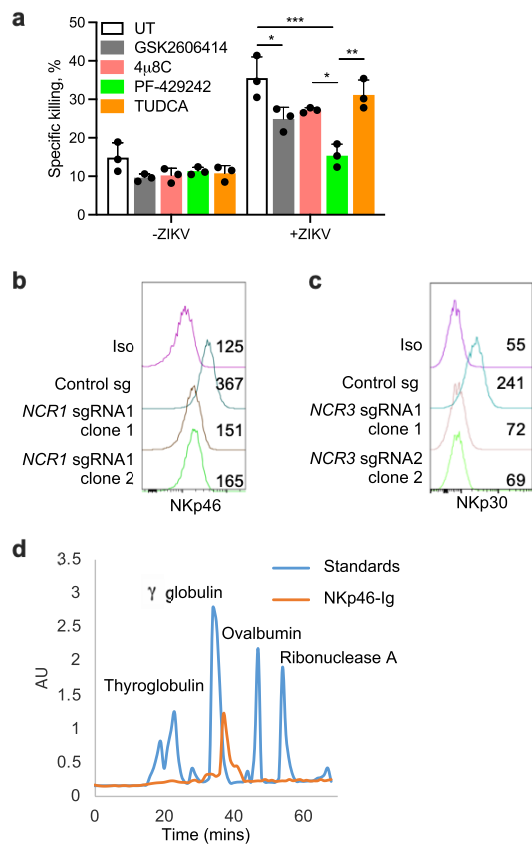 a
50
40
30
20
10
0
Specific killing, %
UT
GSK2606414
4μ8C
PF-429242
TUDCA
***
*
*
**
-ZIKV
+ZIKV
b
Iso
Control sg
NCR1 sgRNA1
clone 1
NCR1 sgRNA1
clone 2
125
367
151
165
NKp46
c
Iso
Control sg
NCR3 sgRNA1
clone 1
NCR3 sgRNA2
clone 2
55
241
72
69
NKp30
d
3.5
3
2.5
2
1.5
1
0.5
0
AU
Standards
NKp46-Ig
γ globulin
Ovalbumin
Ribonuclease A
Thyroglobulin
0
20
40
60
Time (mins)